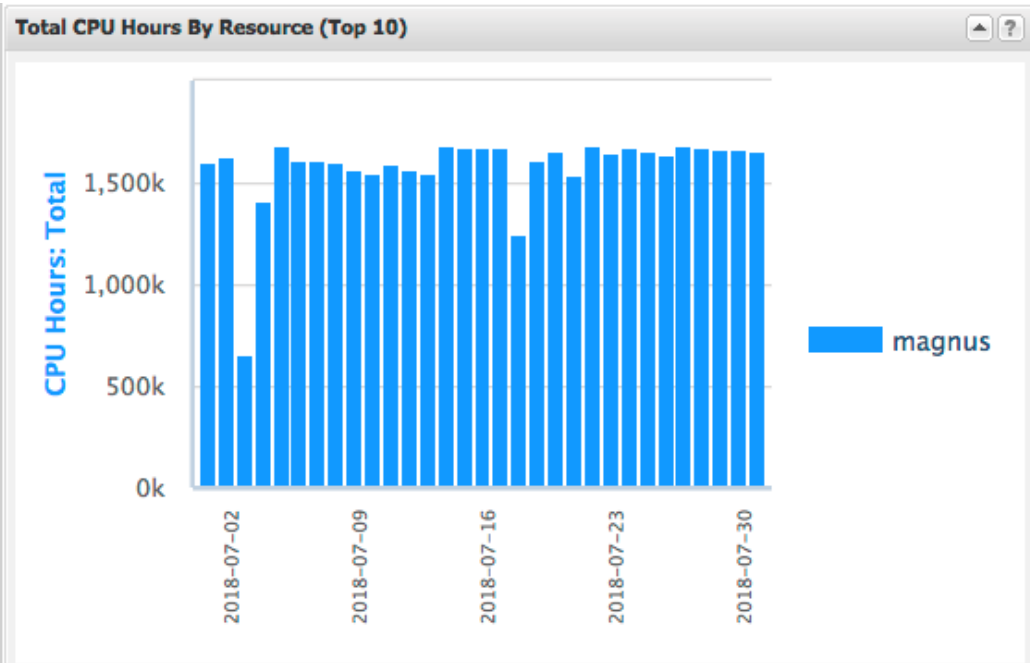 Total CPU Hours By Resource (Top 10)
?
CPU Hours: Total
1,500k
1,000k
500k
0k
2018-07-02
2018-07-09
2018-07-16
2018-07-23
2018-07-30
magnus